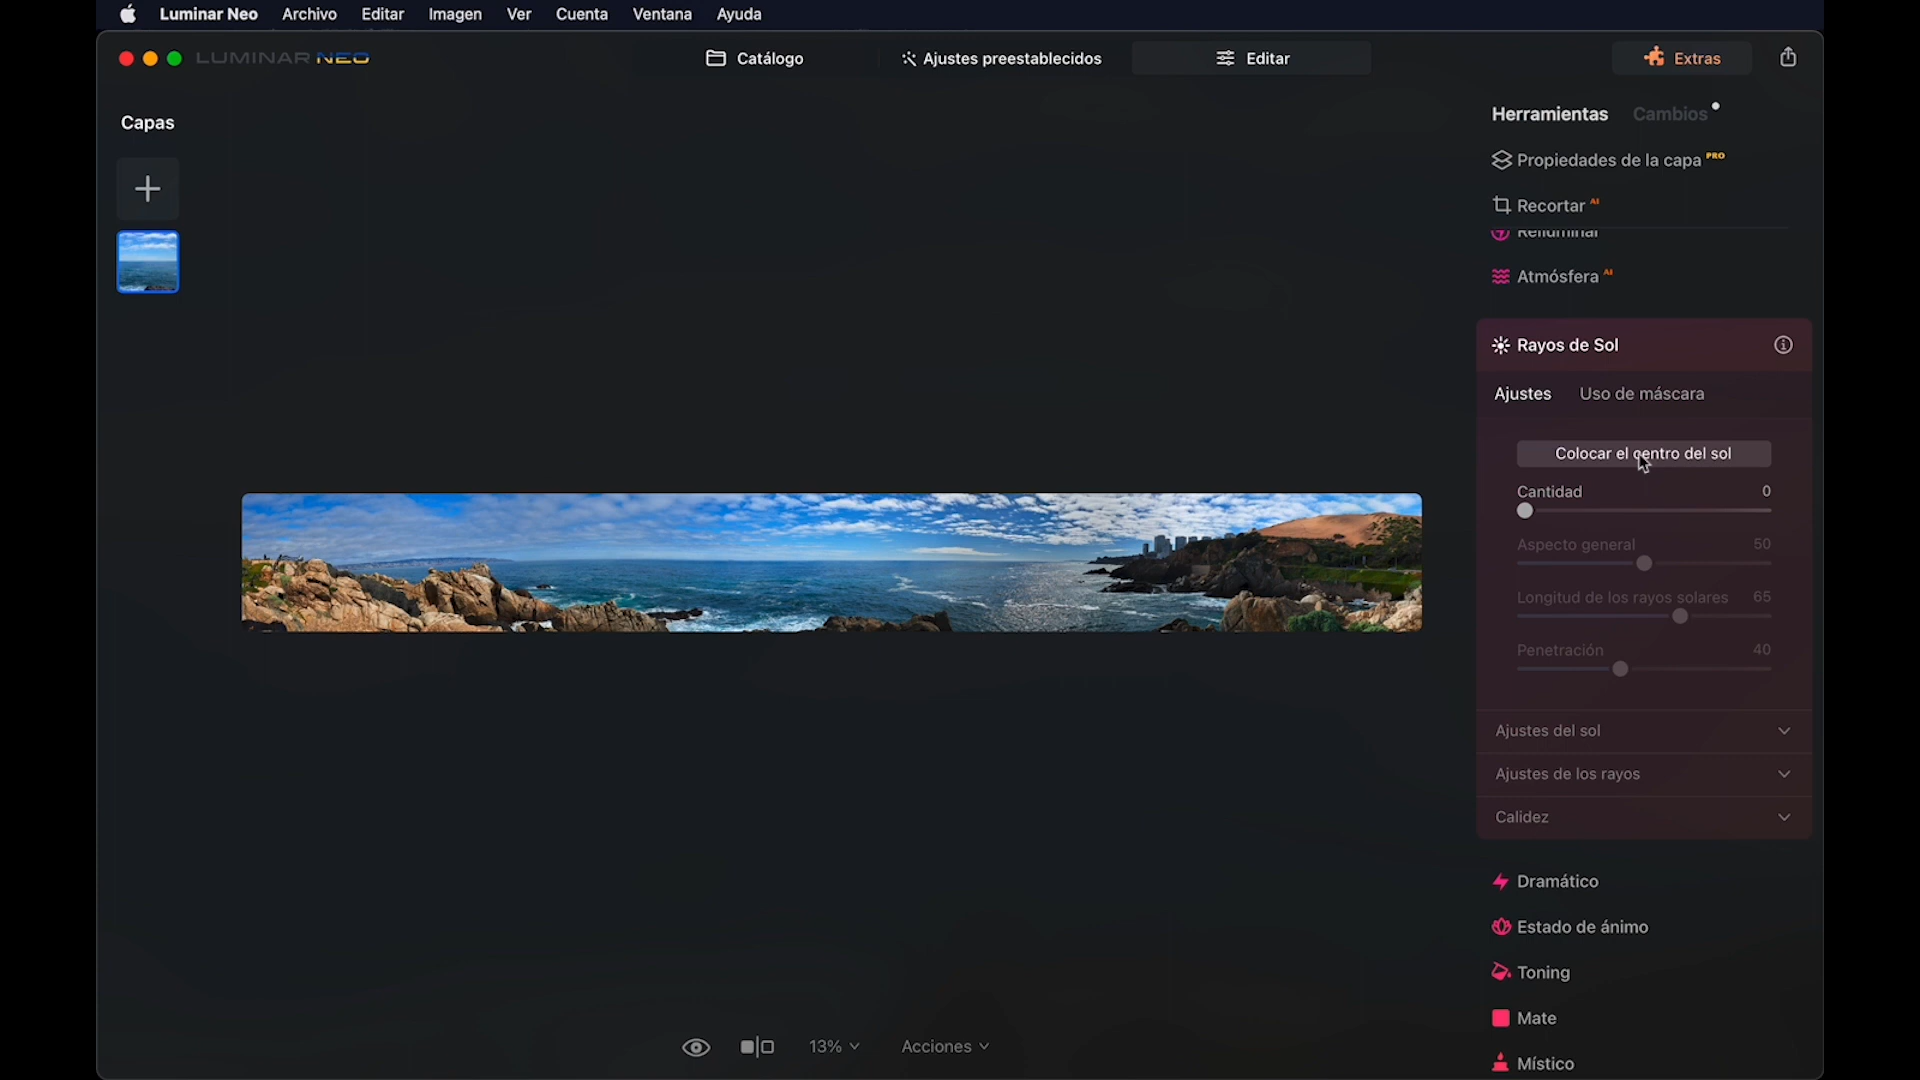 Luminar Neo Archivo Editar Imagen Ver Cuenta Ventana Ayuda
LUMINAR NEO
Catálogo
Ajustes preestablecidos
Editar
Extras
Capas
Herramientas Cambios
Propiedades de la capa PRO
Recortar AI
Reiluminar
Atmósfera AI
Rayos de Sol
Ajustes Uso de máscara
Colocar el centro del sol
Cantidad 0
Aspecto general 50
Longitud de los rayos solares 65
Penetración 40
Ajustes del sol
Ajustes de los rayos
Calidez
Dramático
Estado de ánimo
Toning
Mate
Místico
13% Acciones